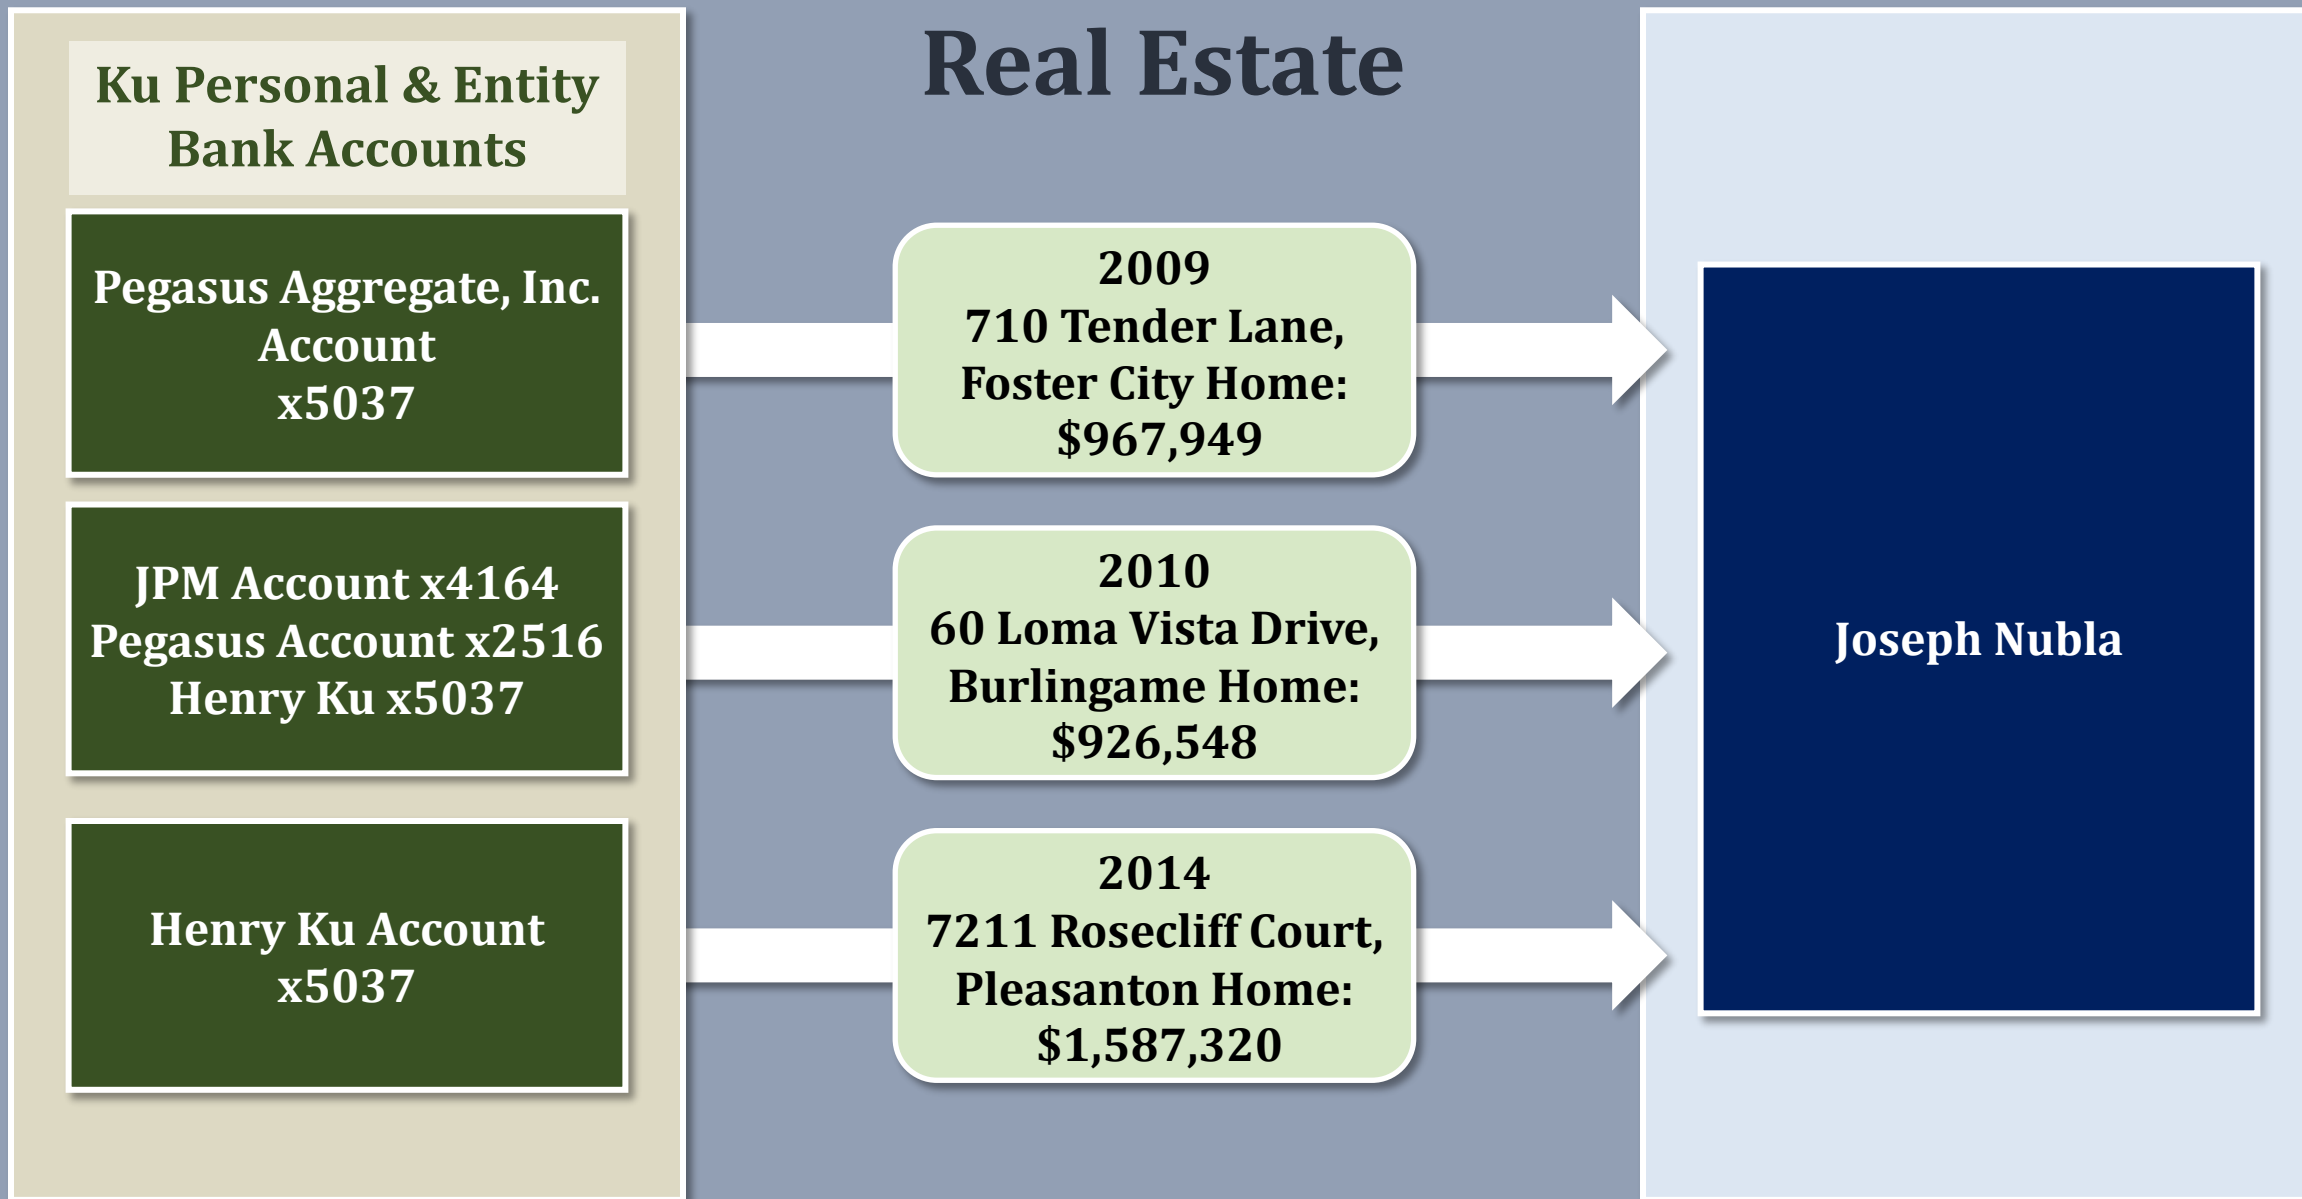 Real Estate
Ku Personal & Entity
Bank Accounts
Pegasus Aggregate, Inc.
Account
x5037
2009
710 Tender Lane,
Foster City Home:
$967,949
JPM Account x4164
Pegasus Account x2516
Henry Ku x5037
2010
60 Loma Vista Drive,
Burlingame Home:
$926,548
Henry Ku Account
x5037
2014
7211 Rosecliff Court,
Pleasanton Home:
$1,587,320
Joseph Nubla